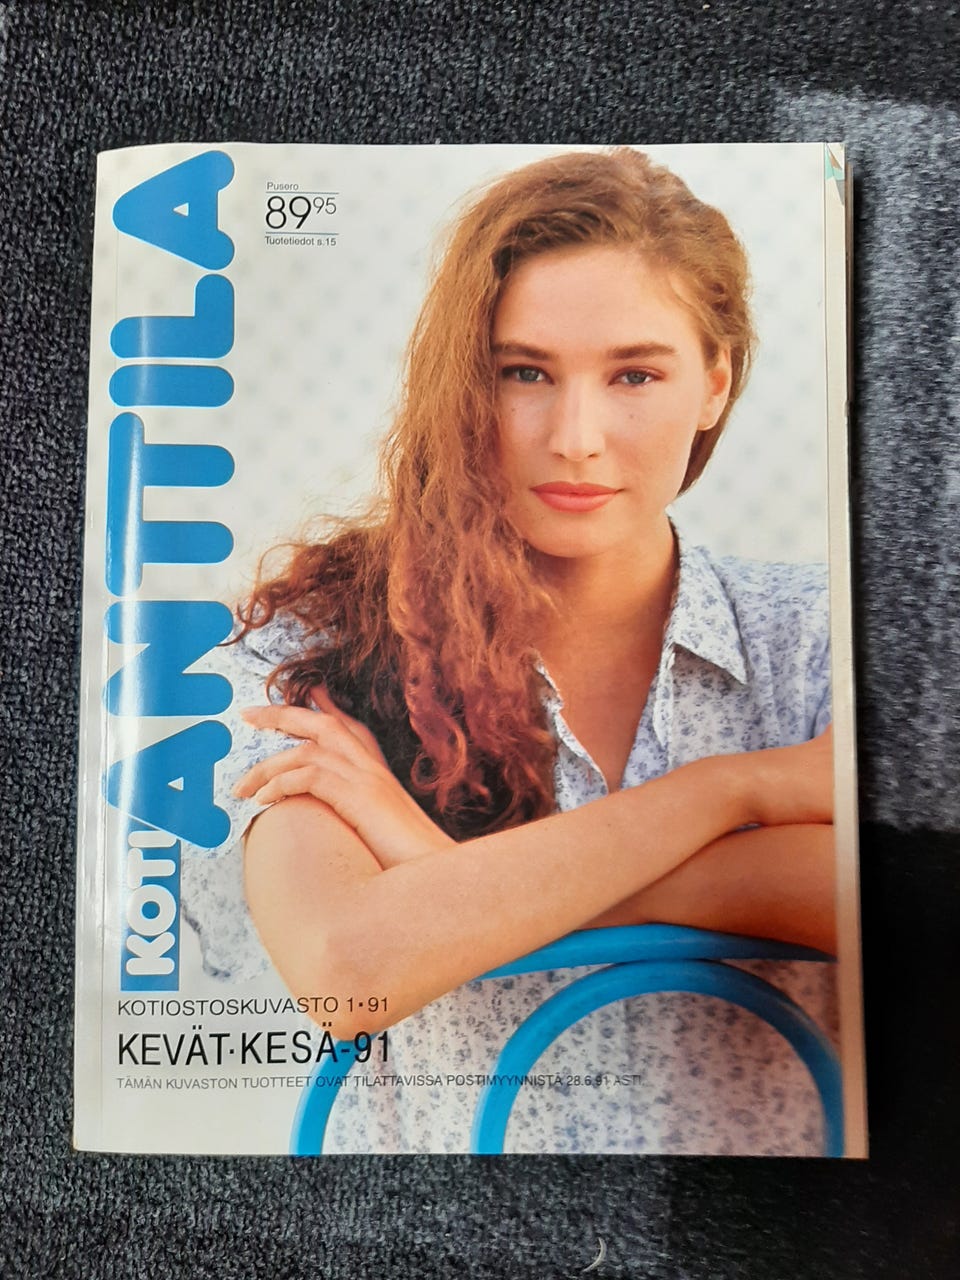 Pusero
89 95
Tuotetiedot s.15
KOTI ANTTILA
KOTIOSTOSKUVASTO 1•91
KEVÄT·KESÄ-91
TÄMÄN KUVASTON TUOTTEET OVAT TILATTAVISSA POSTIMYYNNISTÄ 28.6.91 ASTI.